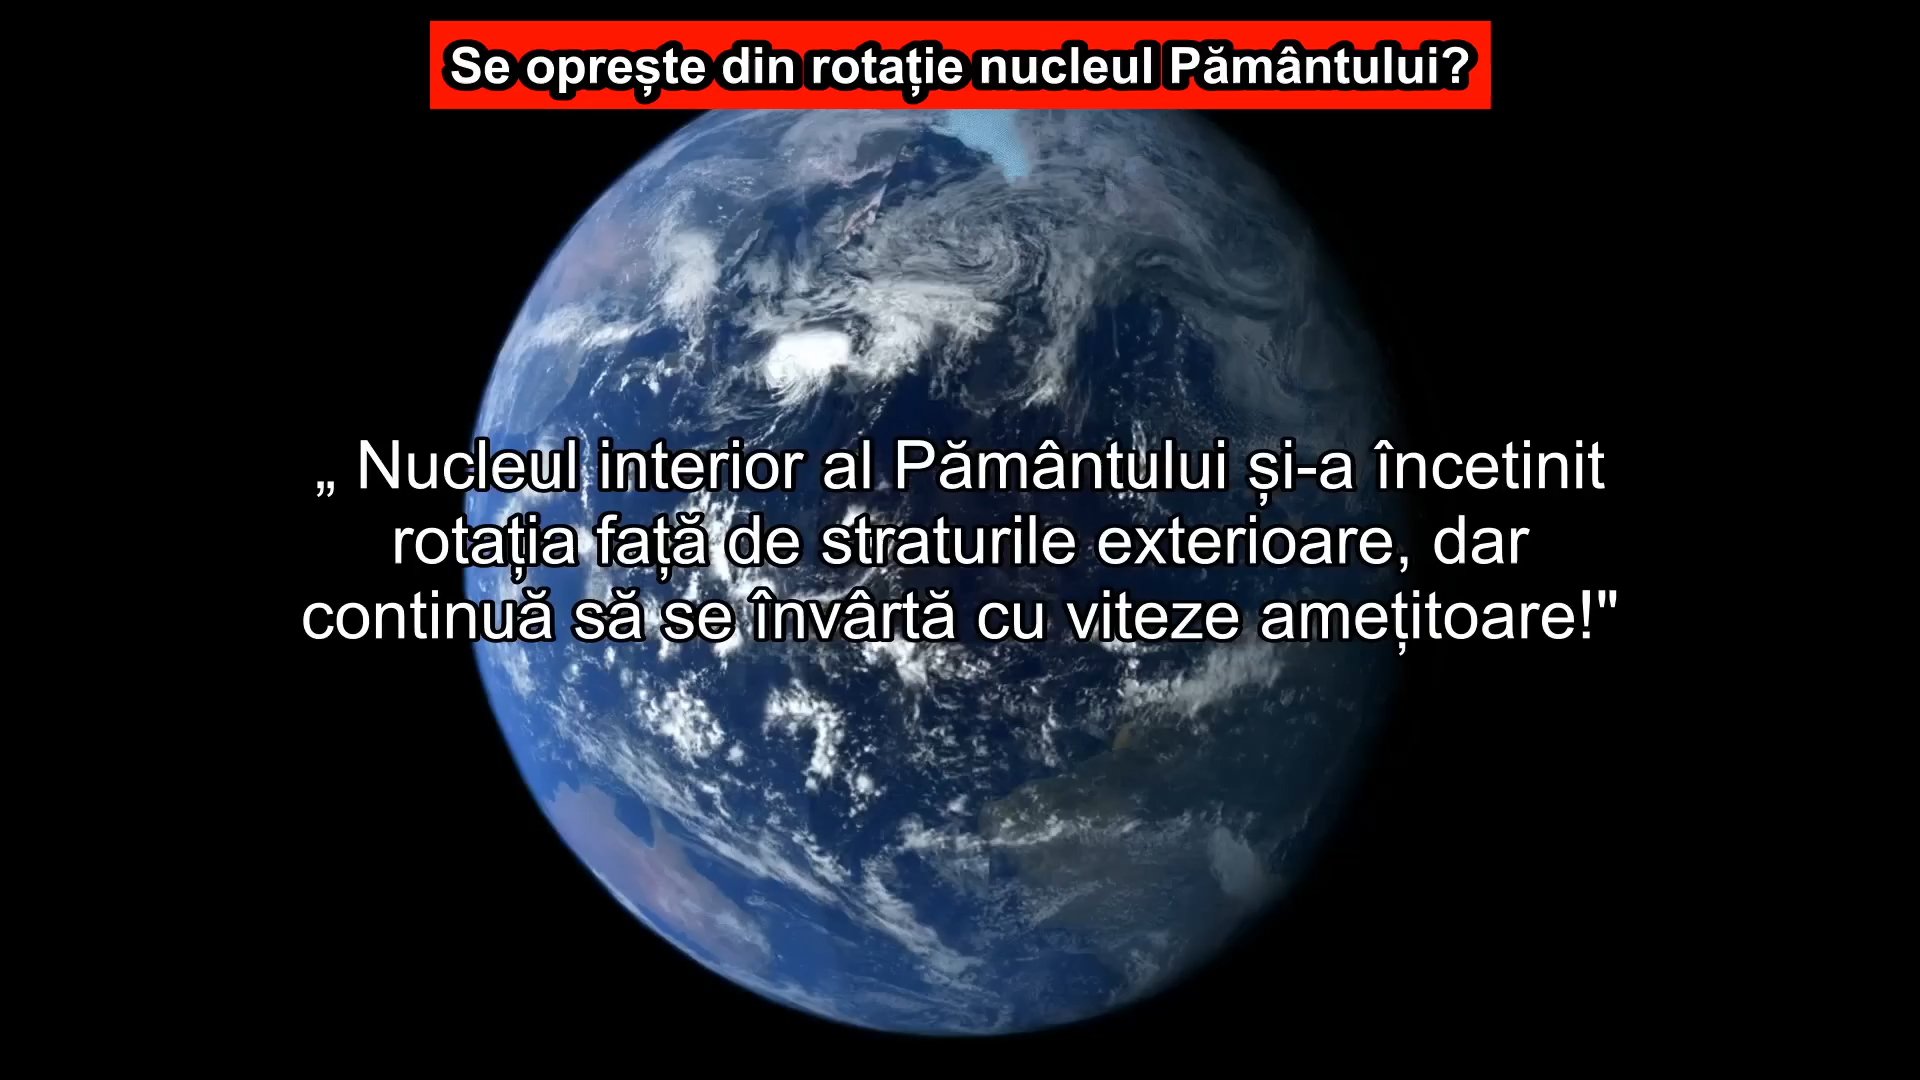 Se oprește din rotație nucleul Pământului?
„ Nucleul interior al Pământului și-a încetinit
rotația față de straturile exterioare, dar
continuă să se învârtă cu viteze amețitoare!"